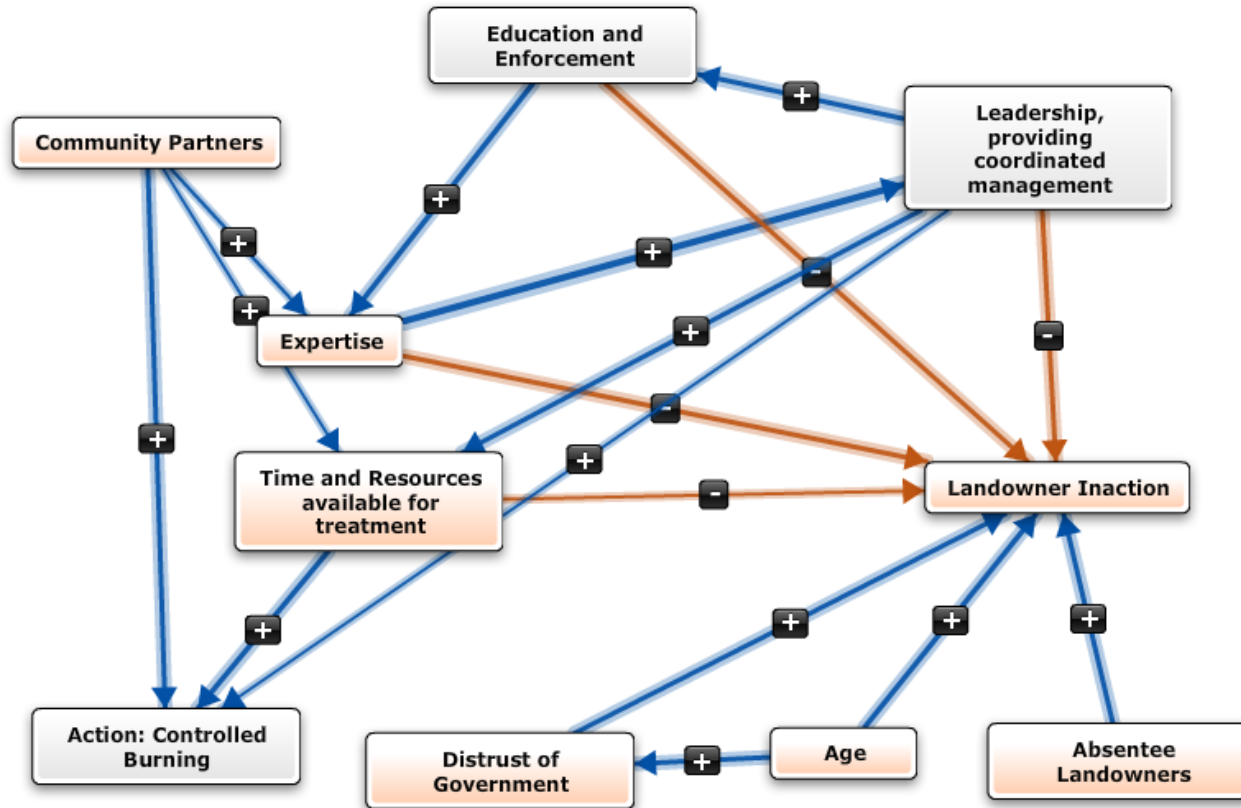 Education and
Enforcement
+
Leadership,
providing
coordinated
management
Community Partners
+
+
+
+
-
+
Expertise
+
-
-
+
+
Time and Resources
available for
treatment
-
Landowner Inaction
+
+
+
+
Action: Controlled
Burning
Distrust of
Government
+
Age
Absentee
Landowners